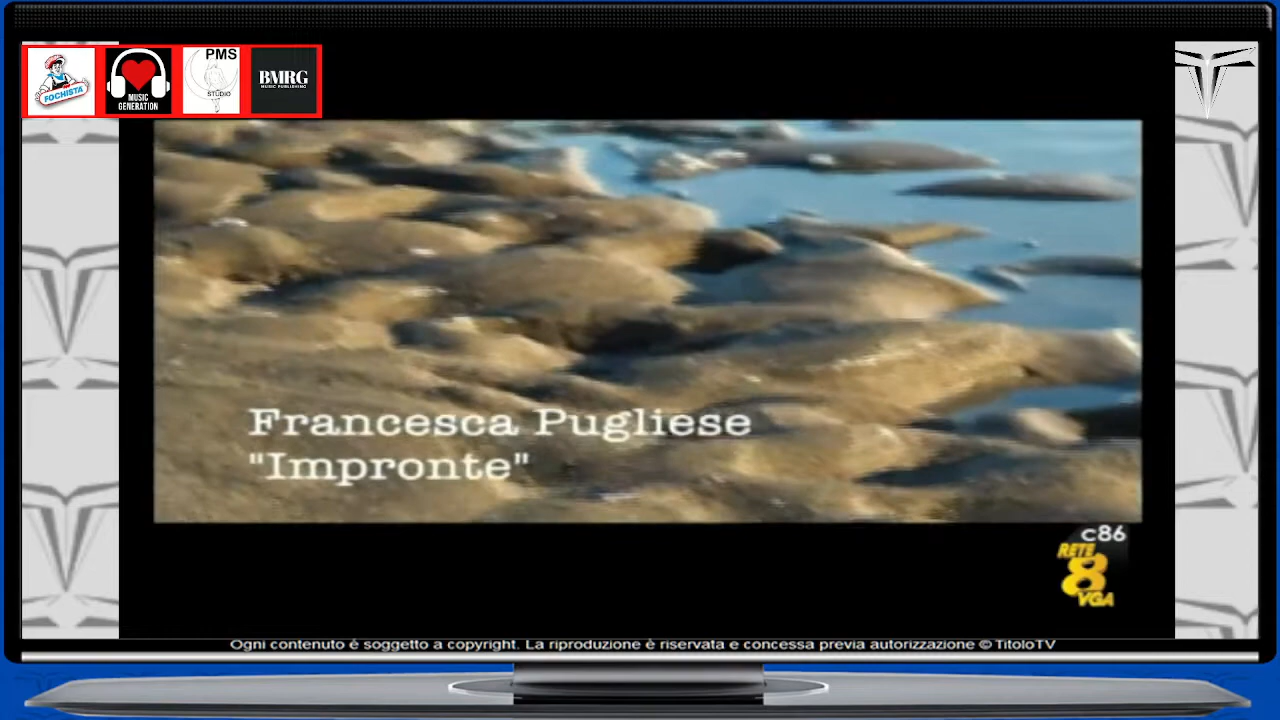 FOCHISTA
MUSIC
GENERATION
PMS
STUDIO
BMRG
MUSIC PUBLISHING
Francesca Pugliese
"Impronte"
c86
RETE
8
VGA
Ogni contenuto è soggetto a copyright. La riproduzione è riservata e concessa previa autorizzazione © TitoloTV